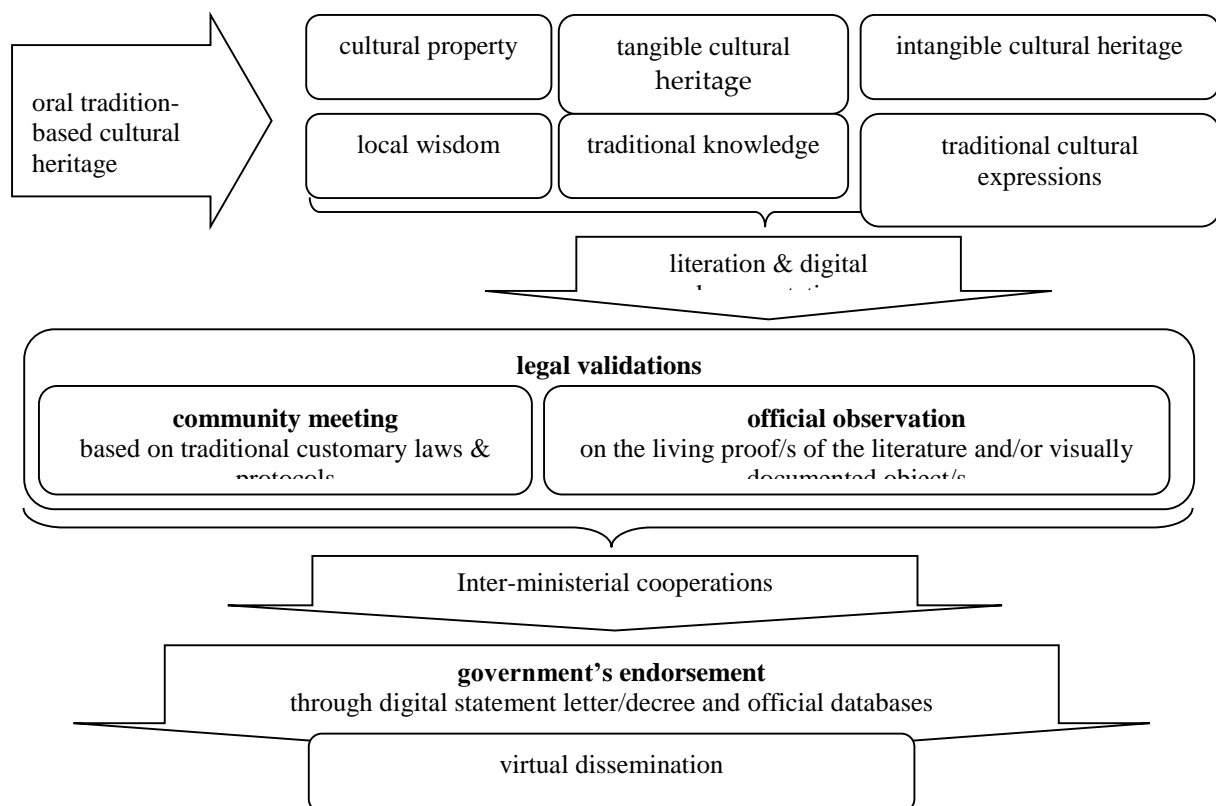 cultural property
tangible cultural
heritage
intangible cultural heritage
oral tradition-
based cultural
heritage
local wisdom
traditional knowledge
traditional cultural
expressions
literation & digital
legal validations
community meeting
based on traditional customary laws &
protocols
official observation
on the living proof/s of the literature and/or visually
documented object/s
Inter-ministerial cooperations
government's endorsement
through digital statement letter/decree and official databases
virtual dissemination